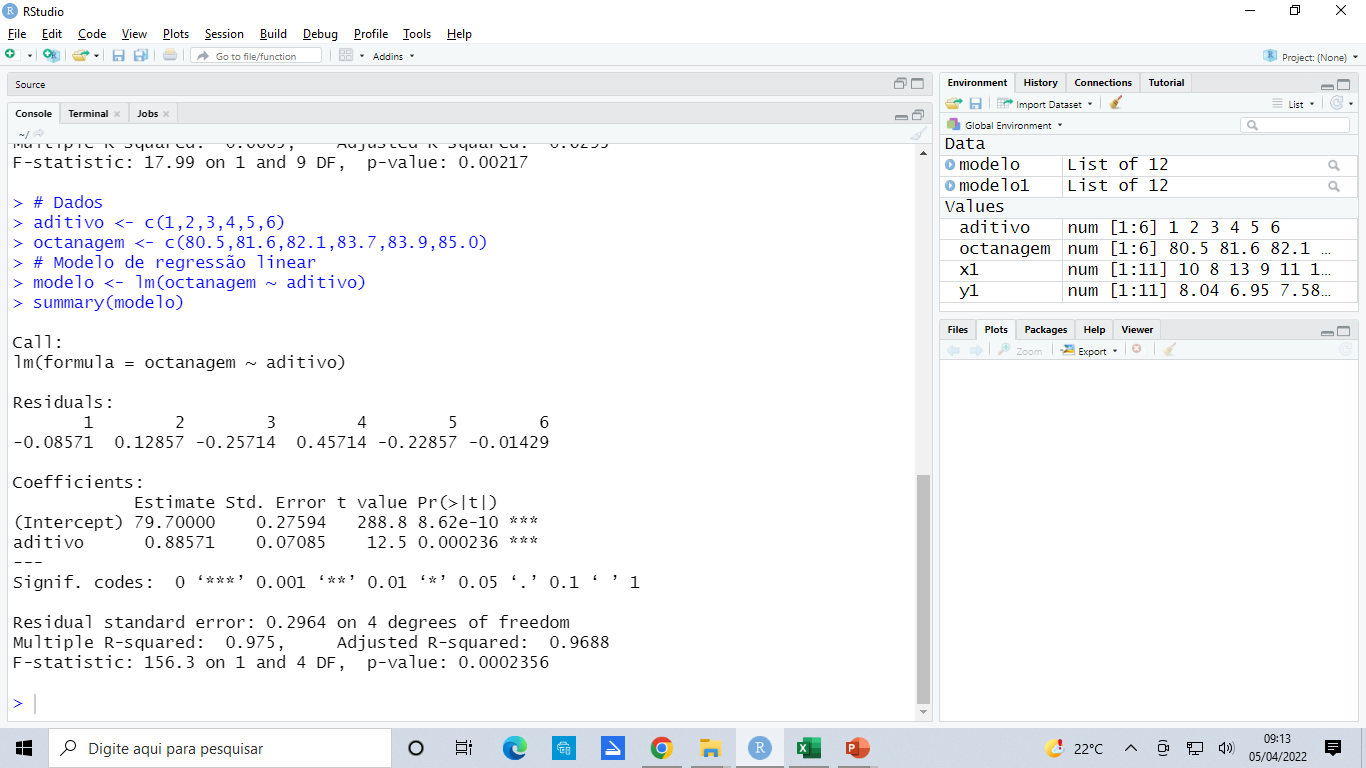 RStudio
File Edit Code View Plots Session Build Debug Profile Tools Help
Go to file/function Addins Project: (None)
Source
Console Terminal Jobs
~/
F-statistic: 17.99 on 1 and 9 DF, p-value: 0.00217
> # Dados
> aditivo <- c(1,2,3,4,5,6)
> octanagem <- c(80.5,81.6,82.1,83.7,83.9,85.0)
> # Modelo de regressão linear
> modelo <- lm(octanagem ~ aditivo)
> summary(modelo)
Call:
lm(formula = octanagem ~ aditivo)
Residuals:
1 2 3 4 5 6
-0.08571 0.12857 -0.25714 0.45714 -0.22857 -0.01429
Coefficients:
Estimate Std. Error t value Pr(>|t|)
(Intercept) 79.70000 0.27594 288.8 8.62e-10 ***
aditivo 0.88571 0.07085 12.5 0.000236 ***
---
Signif. codes: 0 ‘***’ 0.001 ‘**’ 0.01 ‘*’ 0.05 ‘.’ 0.1 ‘ ’ 1
Residual standard error: 0.2964 on 4 degrees of freedom
Multiple R-squared: 0.975, Adjusted R-squared: 0.9688
F-statistic: 156.3 on 1 and 4 DF, p-value: 0.0002356
>
Environment History Connections Tutorial
Import Dataset List
Global Environment
Data
modelo List of 12
modelo1 List of 12
Values
aditivo num [1:6] 1 2 3 4 5 6
octanagem num [1:6] 80.5 81.6 82.1 ...
x1 num [1:11] 10 8 13 9 11 1...
y1 num [1:11] 8.04 6.95 7.58...
Files Plots Packages Help Viewer
Zoom Export
Digite aqui para pesquisar
22°C
09:13
05/04/2022